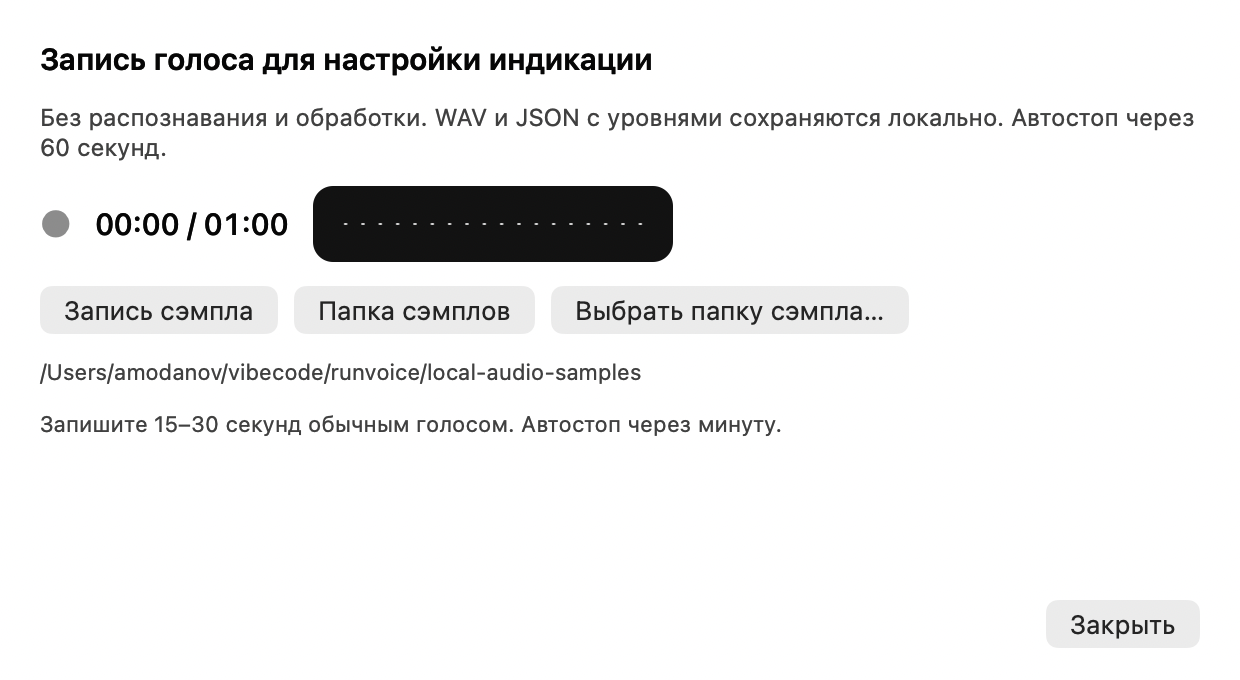 Запись голоса для настройки индикации
Без распознавания и обработки. WAV и JSON с уровнями сохраняются локально. Автостоп через
60 секунд.
00:00 / 01:00
Запись сэмпла
Папка сэмплов
Выбрать папку сэмпла...
/Users/amodanov/vibecode/runvoice/local-audio-samples
Запишите 15–30 секунд обычным голосом. Автостоп через минуту.
Закрыть